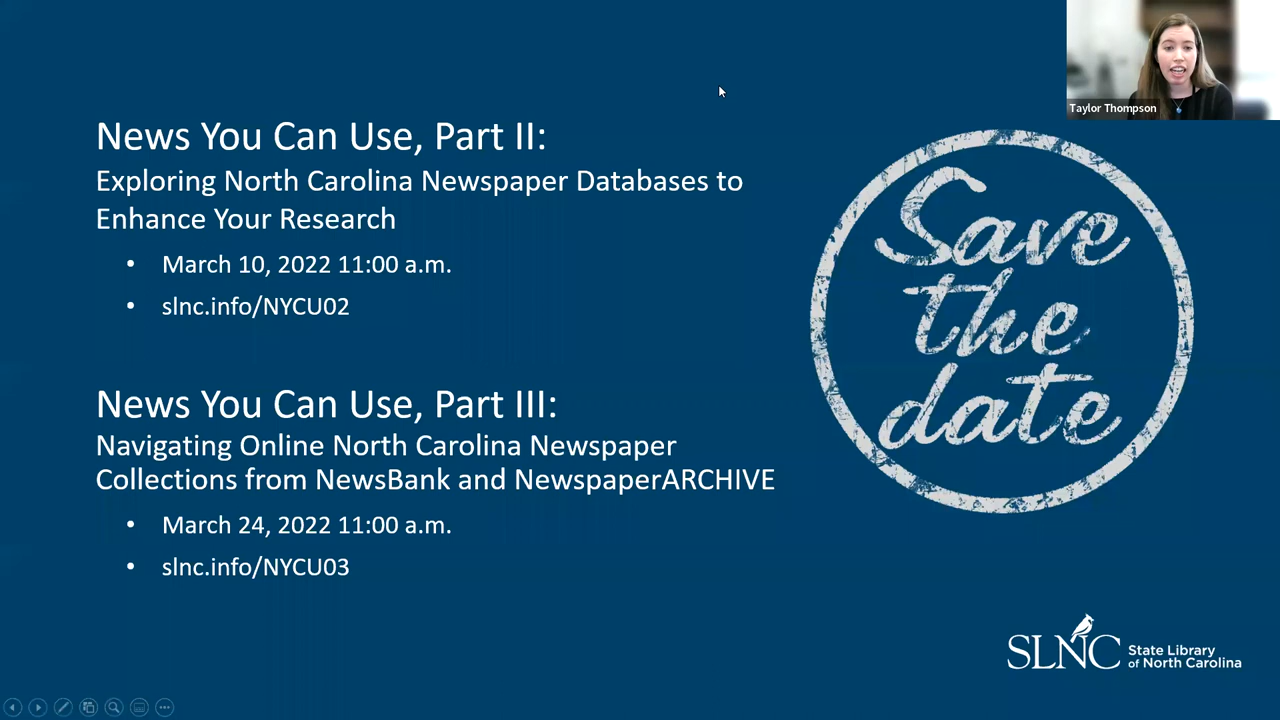 Taylor Thompson
News You Can Use, Part II:
Exploring North Carolina Newspaper Databases to
Enhance Your Research
• March 10, 2022 11:00 a.m.
• slnc.info/NYCU02
News You Can Use, Part III:
Navigating Online North Carolina Newspaper
Collections from NewsBank and NewspaperARCHIVE
• March 24, 2022 11:00 a.m.
• slnc.info/NYCU03
Save
the
date
SLNC
State Library
of North Carolina